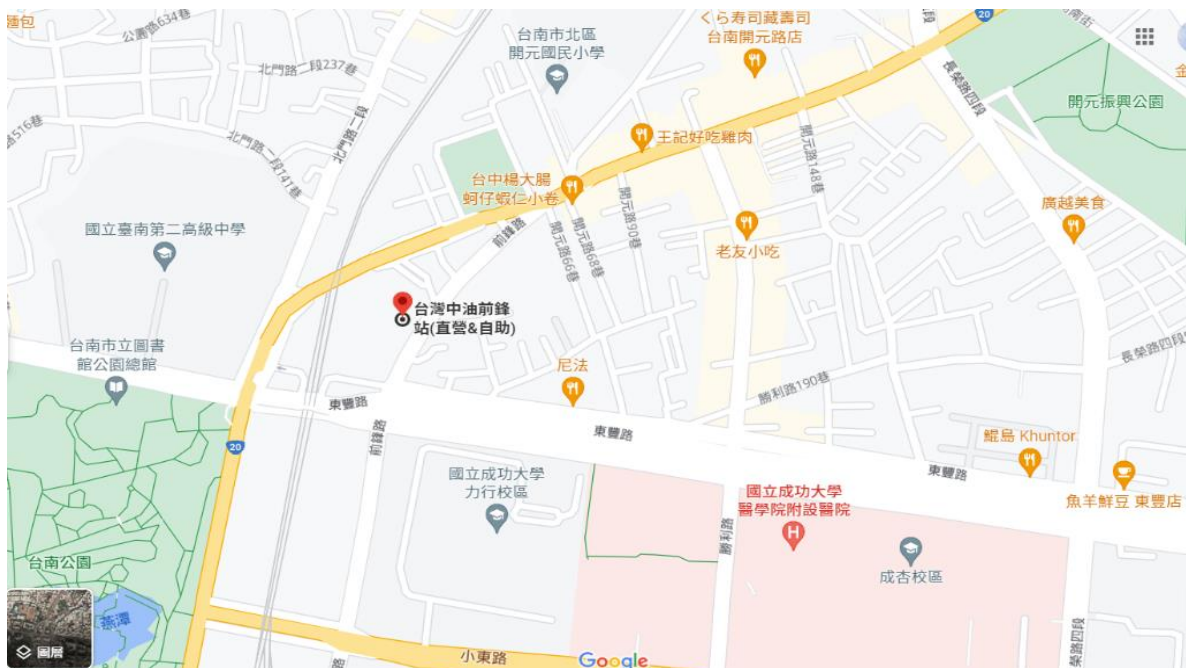 麵包
公園路634巷
北門路二段237巷
台南市北區
開元國民小學
くら寿司藏壽司
台南開元路店
20
金
長榮路四段
開元振興公園
北門路二段
北門路二段141巷
王記好吃雞肉
開元路148巷
台中楊大腸
蚵仔蝦仁小卷
前鋒路
開元路66巷
開元路68巷
開元路90巷
老友小吃
廣越美食
國立臺南第二高級中學
台灣中油前鋒
站(直營&自助)
台南市立圖書
館公園總館
尼法
勝利路190巷
長榮路四段
東豐路
東豐路
東豐路
鯤島 Khuntor
20
前鋒路
國立成功大學
力行校區
國立成功大學
醫學院附設醫院
H
魚羊鮮豆 東豐店
勝利路
成杏校區
台南公園
燕潭
長榮路四段
圖層
小東路
Google